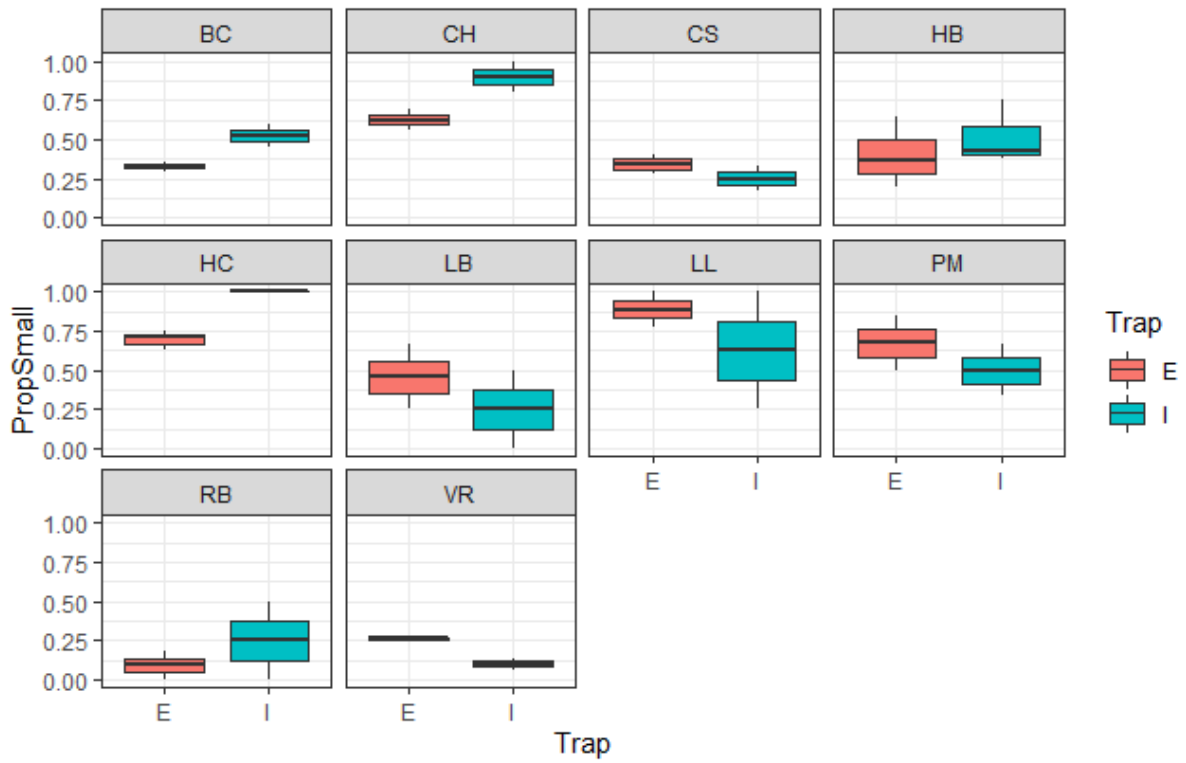 BC CH CS HB
1.00
0.75
0.50
0.25
0.00
HC LB LL PM
1.00
0.75
0.50
0.25
0.00
E I E I
RB VR
1.00
0.75
0.50
0.25
0.00
E I E I
Trap
PropSmall
Trap
E
I